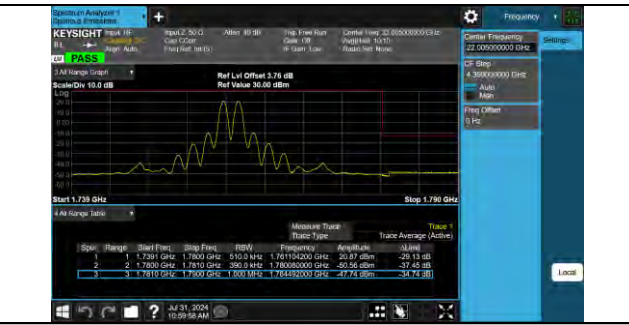 Spectrum Analyzer 1
Spurious Emissions
+
Frequency
KEYSIGHT Input: RF
Input Z: 50 Ω
Atten: 40 dB
Trig: Free Run
Center Freq: 22.005000000 GHz
RL
Align: Auto
Freq Ref: Int (S)
Gate: Off
IF Gain: Low
Avg|Hold: 10/10
Radio Std: None
PASS
3 All Range Graph
Scale/Div 10.0 dB
Ref Lvl Offset 3.76 dB
Ref Value 30.00 dBm
Log
Start 1.739 GHz
Stop 1.790 GHz
4 All Range Table
Measure Trace
Trace 1
Trace Type
Trace Average (Active)
Spur Range Start Freq Stop Freq RBW Frequency Amplitude ΔLimit
1 1 1.7391 GHz 1.7800 GHz 510.0 kHz 1.761104200 GHz 20.87 dBm -29.13 dB
2 2 1.7800 GHz 1.7810 GHz 390.0 kHz 1.780080000 GHz -50.56 dBm -37.45 dB
3 3 1.7810 GHz 1.7900 GHz 1.000 MHz 1.784492000 GHz -47.74 dBm -34.74 dB
Center Frequency
22.005000000 GHz
Settings
CF Step
4.399000000 GHz
Auto
Man
Freq Offset
0 Hz
Local
?
Jul 31, 2024
10:59:58 AM